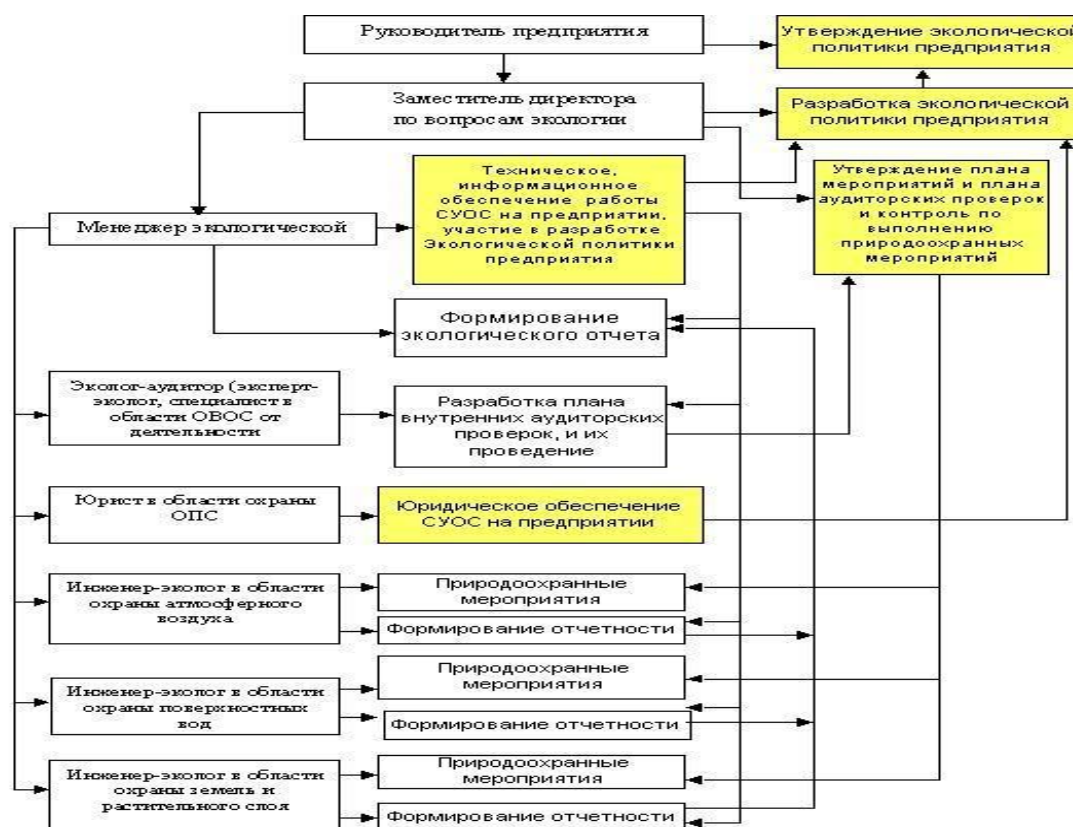 Руководитель предприятия
Утверждение экологической
политики предприятия
Заместитель директора
по вопросам экологии
Разработка экологической
политики предприятия
Техническое,
информационное
обеспечение работы
СУОС на предприятии,
участие в разработке
Экологической политики
предприятия
Утверждение плана
мероприятий и плана
аудиторских проверок
и контроль по
выполнению
природоохранных
мероприятий
Менеджер экологической
Формирование
экологического отчета
Эколог-аудитор (эксперт-
эколог, специалист в
области ОВОС от
деятельности
Разработка плана
внутренних аудиторских
проверок, и их
проведение
Юрист в области охраны
ОПС
Юридическое обеспечение
СУОС на предприятии
Инженер-эколог в области
охраны атмосферного
воздуха
Природоохранные
мероприятия
Формирование отчетности
Инженер-эколог в области
охраны поверхностных
вод
Природоохранные
мероприятия
Формирование отчетности
Инженер-эколог в области
охраны земель и
растительного слоя
Природоохранные
мероприятия
Формирование отчетности